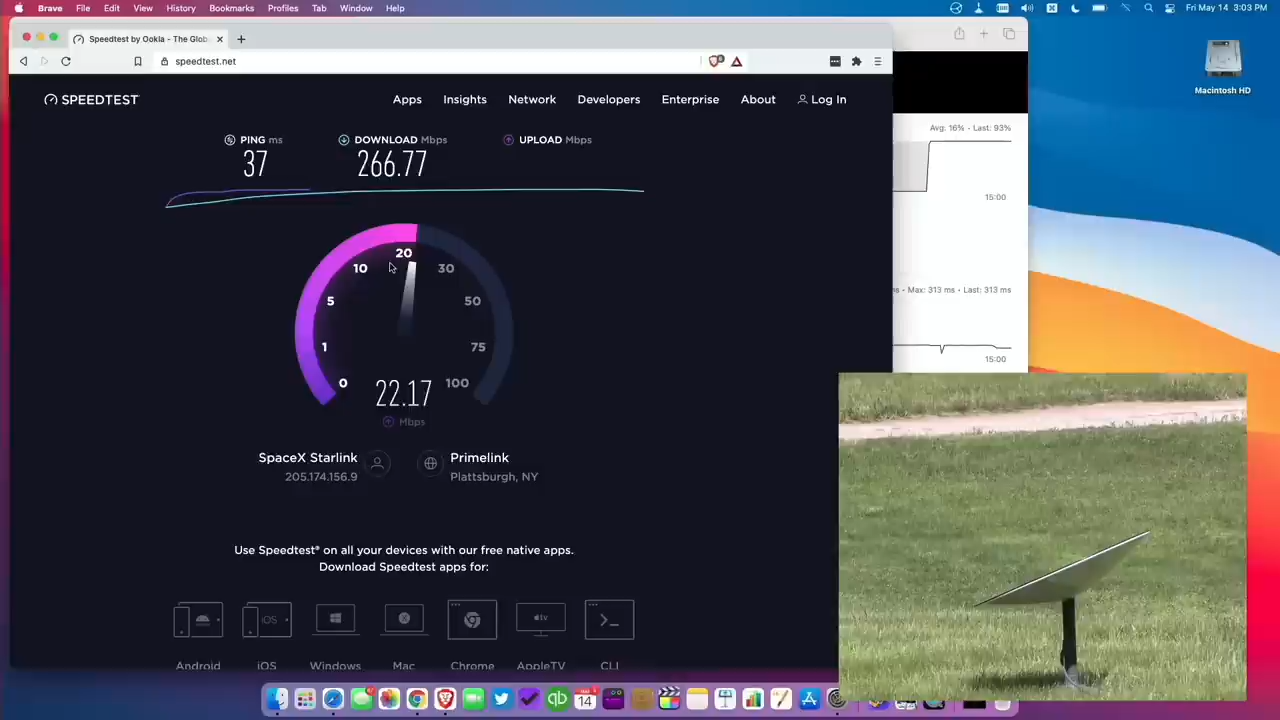 Brave File Edit View History Bookmarks Profiles Tab Window Help
Fri May 14 3:03 PM
Speedtest by Ookla - The Glob
speedtest.net
SPEEDTEST
Apps Insights Network Developers Enterprise About Log In
PING ms
37
DOWNLOAD Mbps
266.77
UPLOAD Mbps
0
1
5
10
20
30
50
75
100
22.17
Mbps
SpaceX Starlink
205.174.156.9
Primelink
Plattsburgh, NY
Use Speedtest® on all your devices with our free native apps.
Download Speedtest apps for:
iOS
tv
Android iOS Windows Mac Chrome AppleTV CLI
Avg: 16% • Last: 93%
15:00
Max: 313 ms • Last: 313 ms
15:00
Macintosh HD
14